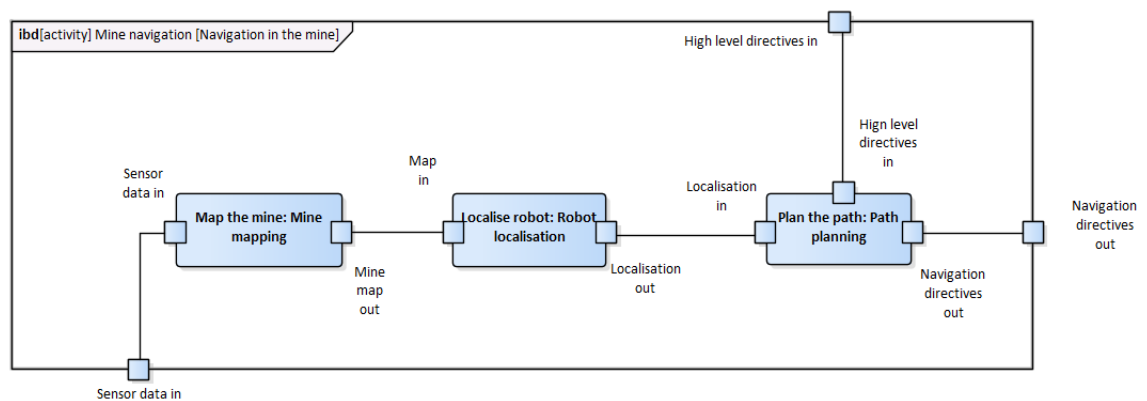 ibd[activity] Mine navigation [Navigation in the mine]
High level directives in
Hign level
directives
in
Sensor
data in
Map
in
Localisation
in
Navigation
directives
out
Map the mine: Mine
mapping
Localise robot: Robot
localisation
Plan the path: Path
planning
Mine
map
out
Localisation
out
Navigation
directives
out
Sensor data in